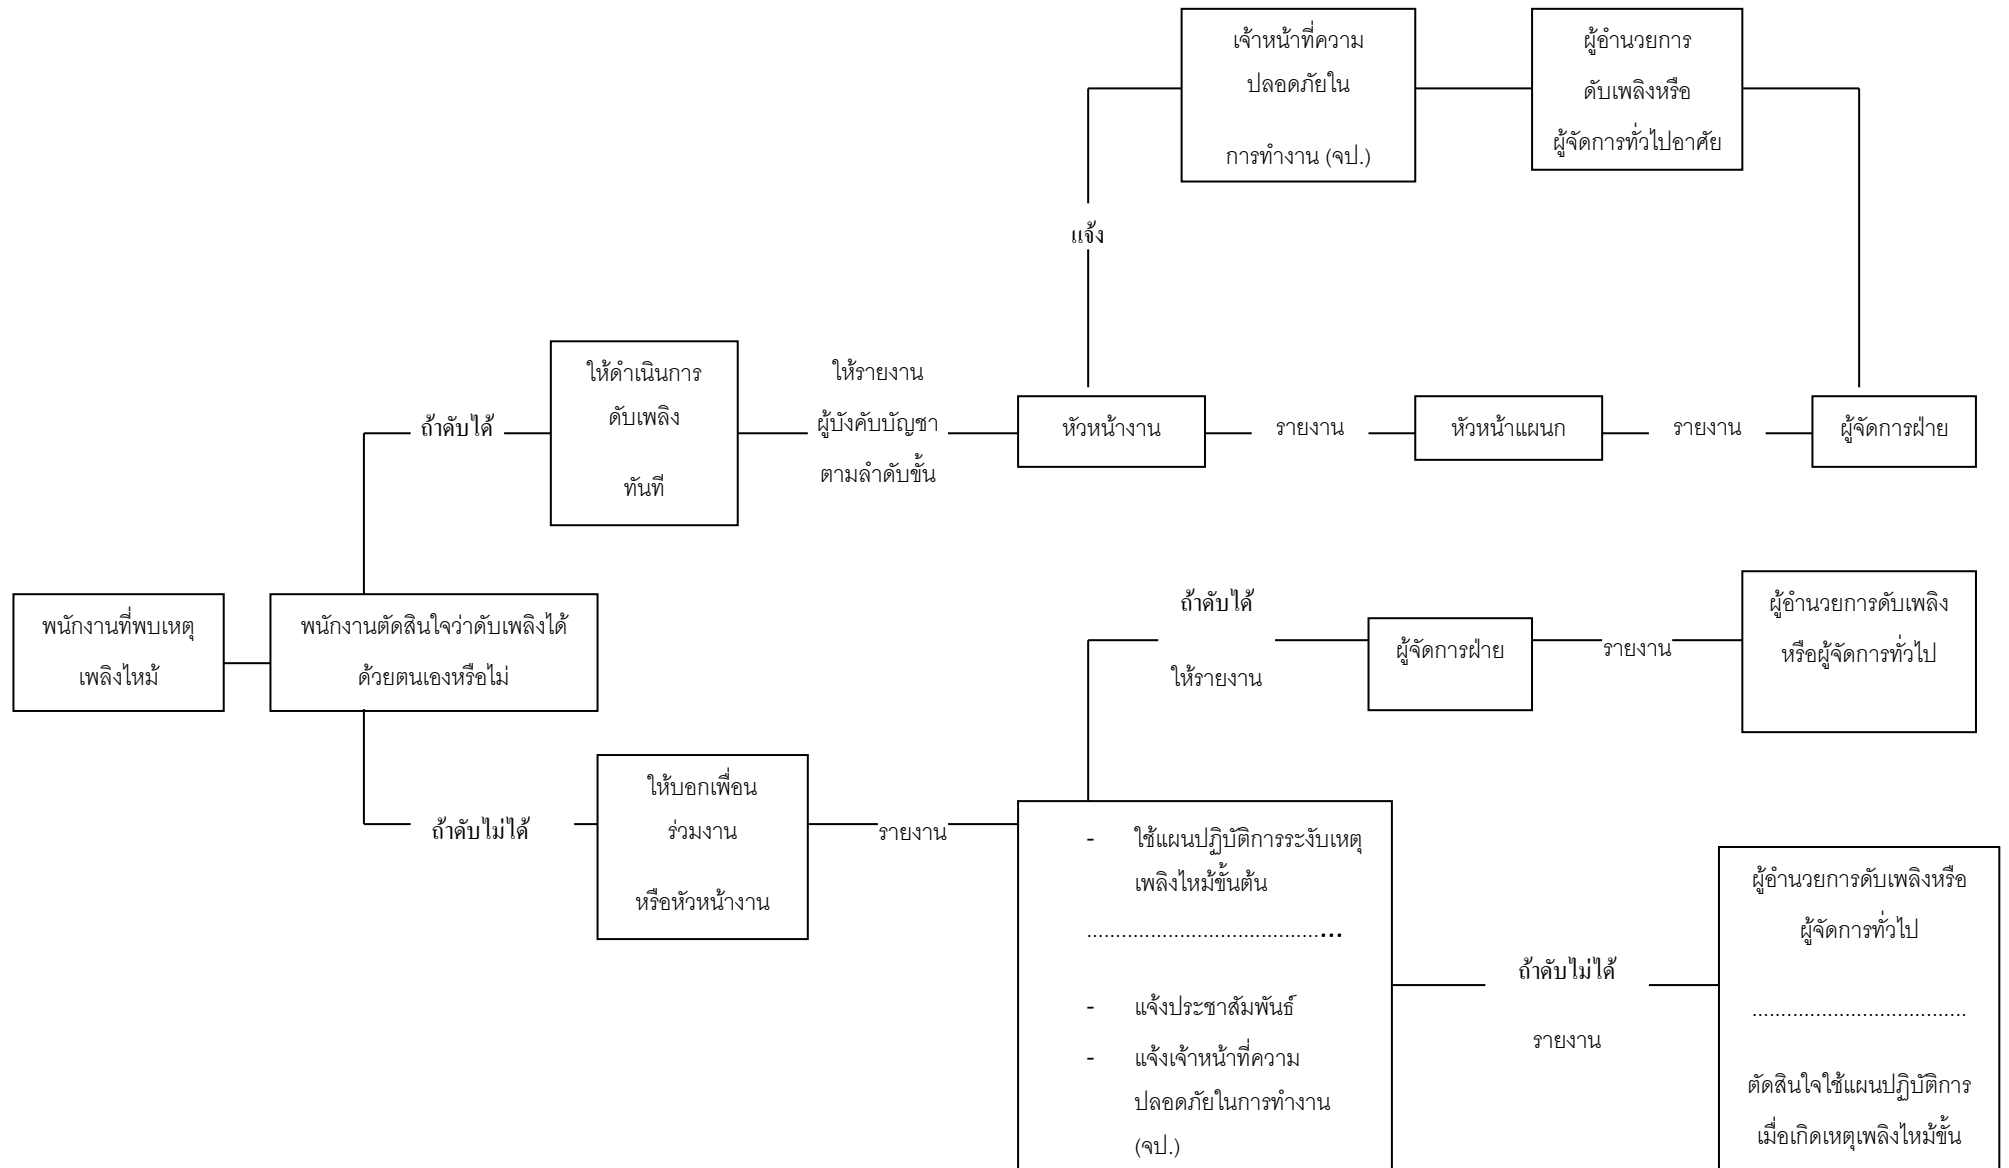 เจ้าหน้าที่ความ
ปลอดภัยใน
การทำงาน (จป.)
ผู้อำนวยการ
ดับเพลิงหรือ
ผู้จัดการทั่วไปอาศัย
แจ้ง
ถ้าดับได้
ให้ดำเนินการ
ดับเพลิง
ทันที
ให้รายงาน
ผู้บังคับบัญชา
ตามลำดับขั้น
หัวหน้างาน
รายงาน
หัวหน้าแผนก
รายงาน
ผู้จัดการฝ่าย
พนักงานที่พบเหตุ
เพลิงไหม้
พนักงานตัดสินใจว่าดับเพลิงได้
ด้วยตนเองหรือไม่
ถ้าดับได้
ให้รายงาน
ผู้จัดการฝ่าย
รายงาน
ผู้อำนวยการดับเพลิง
หรือผู้จัดการทั่วไป
ถ้าดับไม่ได้
ให้บอกเพื่อน
ร่วมงาน
หรือหัวหน้างาน
รายงาน
- ใช้แผนปฏิบัติการระงับเหตุ
เพลิงไหม้ขั้นต้น
.........................................
- แจ้งประชาสัมพันธ์
- แจ้งเจ้าหน้าที่ความ
ปลอดภัยในการทำงาน
(จป.)
ถ้าดับไม่ได้
รายงาน
ผู้อำนวยการดับเพลิงหรือ
ผู้จัดการทั่วไป
.....................................
ตัดสินใจใช้แผนปฏิบัติการ
เมื่อเกิดเหตุเพลิงไหม้ขั้น